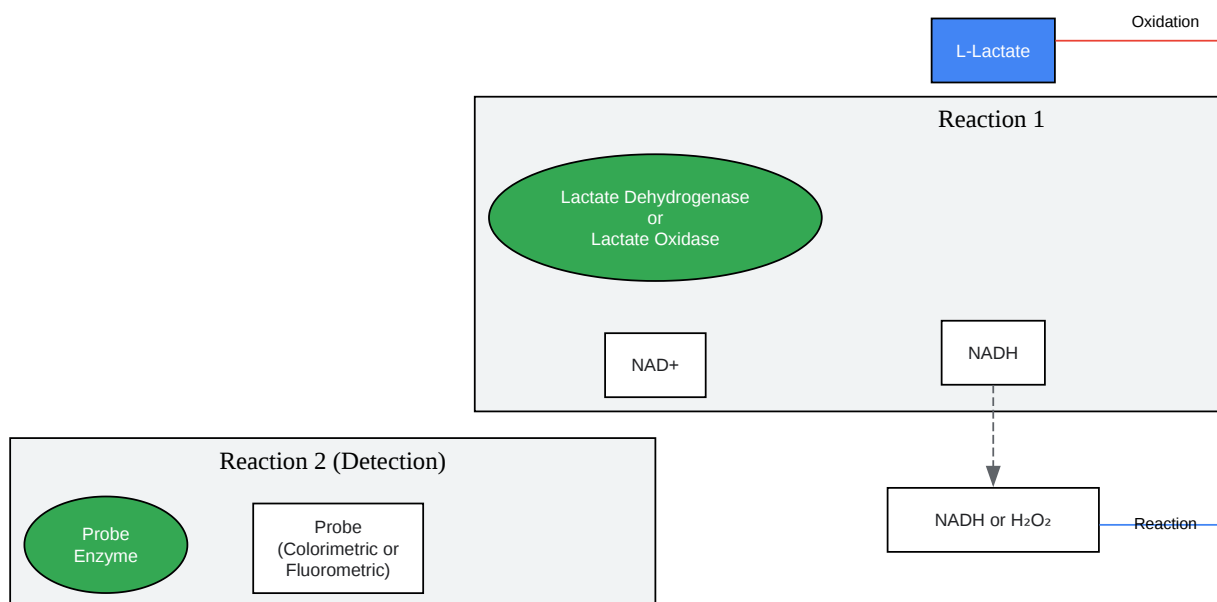 Oxidation
L-Lactate
Reaction 1
Lactate Dehydrogenase
or
Lactate Oxidase
NAD+
NADH
Reaction 2 (Detection)
Probe
Enzyme
Probe
(Colorimetric or
Fluorometric)
NADH or H₂O₂
Reaction